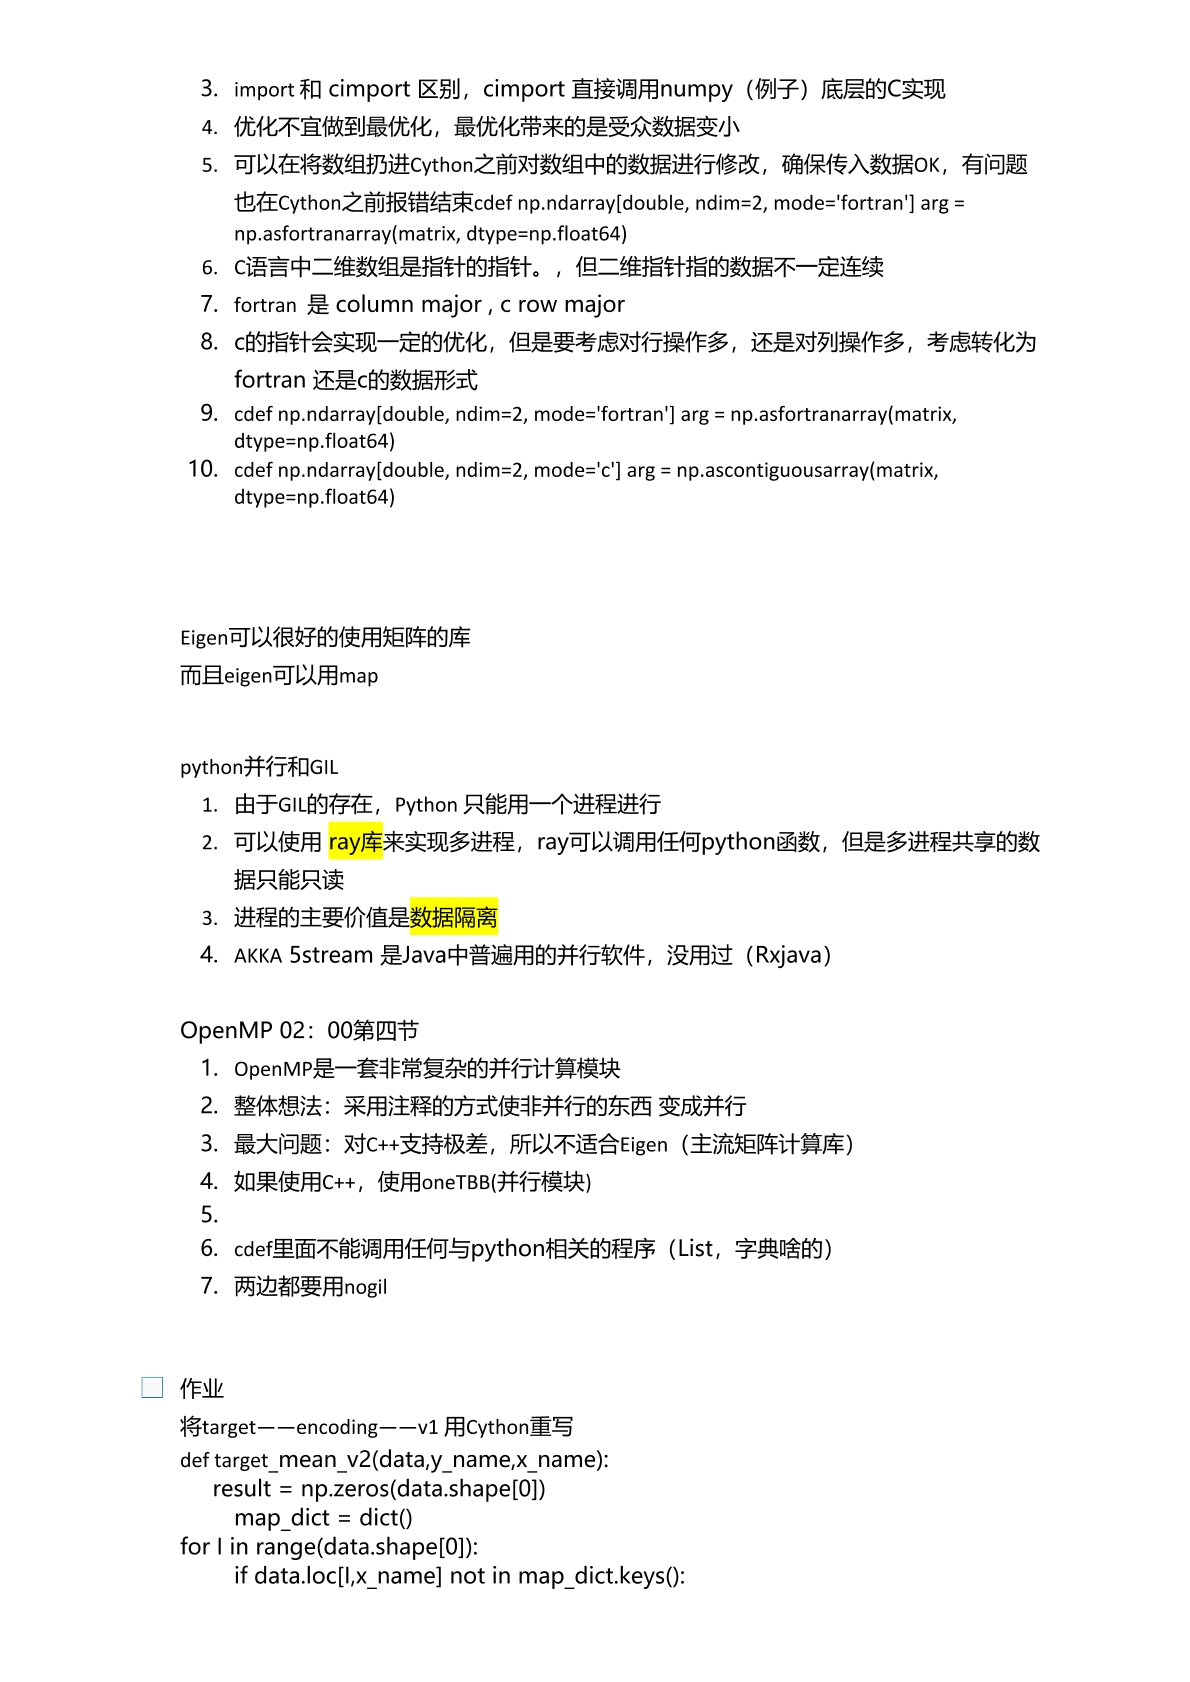 3. import 和 cimport 区别，cimport 直接调用numpy（例子）底层的C实现
4. 优化不宜做到最优化，最优化带来的是受众数据变小
5. 可以在将数组扔进Cython之前对数组中的数据进行修改，确保传入数据OK，有问题
也在Cython之前报错结束cdef np.ndarray[double, ndim=2, mode='fortran'] arg =
np.asfortranarray(matrix, dtype=np.float64)
6. C语言中二维数组是指针的指针。，但二维指针指的数据不一定连续
7. fortran 是 column major , c row major
8. c的指针会实现一定的优化，但是要考虑对行操作多，还是对列操作多，考虑转化为
fortran 还是c的数据形式
9. cdef np.ndarray[double, ndim=2, mode='fortran'] arg = np.asfortranarray(matrix,
dtype=np.float64)
10. cdef np.ndarray[double, ndim=2, mode='c'] arg = np.ascontiguousarray(matrix,
dtype=np.float64)
Eigen可以很好的使用矩阵的库
而且eigen可以用map
python并行和GIL
1. 由于GIL的存在，Python 只能用一个进程进行
2. 可以使用 ray库来实现多进程，ray可以调用任何python函数，但是多进程共享的数
据只能只读
3. 进程的主要价值是数据隔离
4. AKKA 5stream 是Java中普遍用的并行软件，没用过（Rxjava）
OpenMP 02：00第四节
1. OpenMP是一套非常复杂的并行计算模块
2. 整体想法：采用注释的方式使非并行的东西 变成并行
3. 最大问题：对C++支持极差，所以不适合Eigen（主流矩阵计算库）
4. 如果使用C++，使用oneTBB(并行模块)
5.
6. cdef里面不能调用任何与python相关的程序（List，字典啥的）
7. 两边都要用nogil
作业
将target——encoding——v1 用Cython重写
def target_mean_v2(data,y_name,x_name):
result = np.zeros(data.shape[0])
map_dict = dict()
for I in range(data.shape[0]):
if data.loc[I,x_name] not in map_dict.keys():